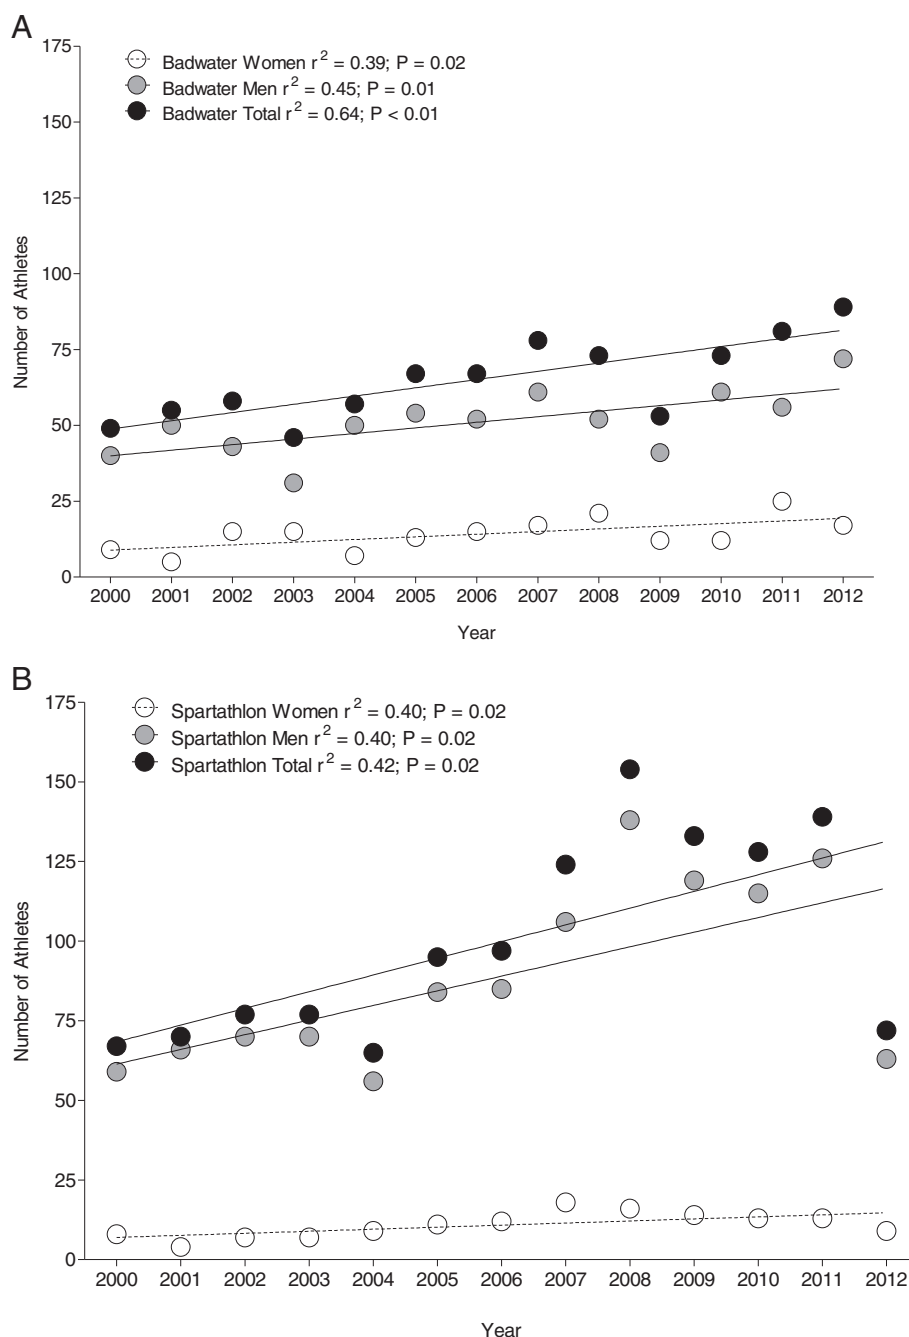 A
175
150
125
100
75
50
25
0
Number of Athletes
Badwater Women r² = 0.39; P = 0.02
Badwater Men r² = 0.45; P = 0.01
Badwater Total r² = 0.64; P < 0.01
2000 2001 2002 2003 2004 2005 2006 2007 2008 2009 2010 2011 2012
Year
B
175
150
125
100
75
50
25
0
Number of Athletes
Spartathlon Women r² = 0.40; P = 0.02
Spartathlon Men r² = 0.40; P = 0.02
Spartathlon Total r² = 0.42; P = 0.02
2000 2001 2002 2003 2004 2005 2006 2007 2008 2009 2010 2011 2012
Year